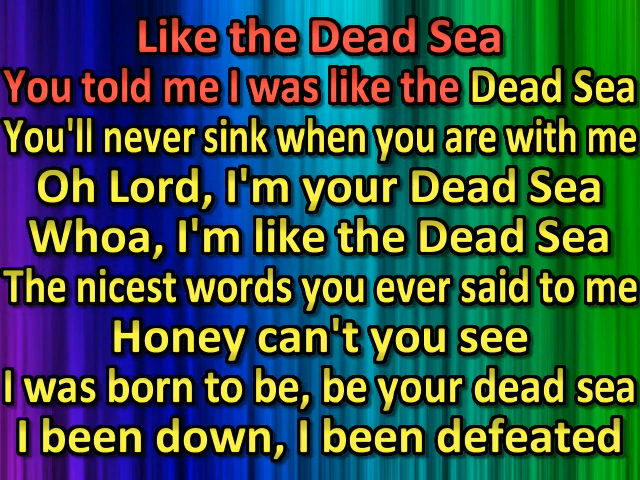 Like the Dead Sea
You told me I was like the Dead Sea
You'll never sink when you are with me
Oh Lord, I'm your Dead Sea
Whoa, I'm like the Dead Sea
The nicest words you ever said to me
Honey can't you see
I was born to be, be your dead sea
I been down, I been defeated